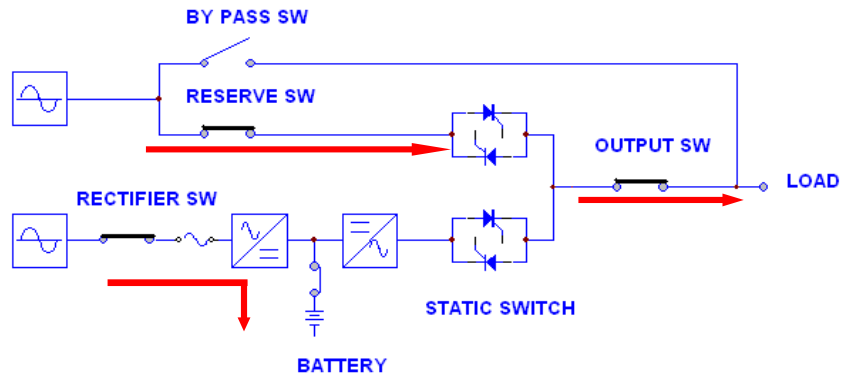 BY PASS SW
RESERVE SW
OUTPUT SW
LOAD
RECTIFIER SW
STATIC SWITCH
BATTERY